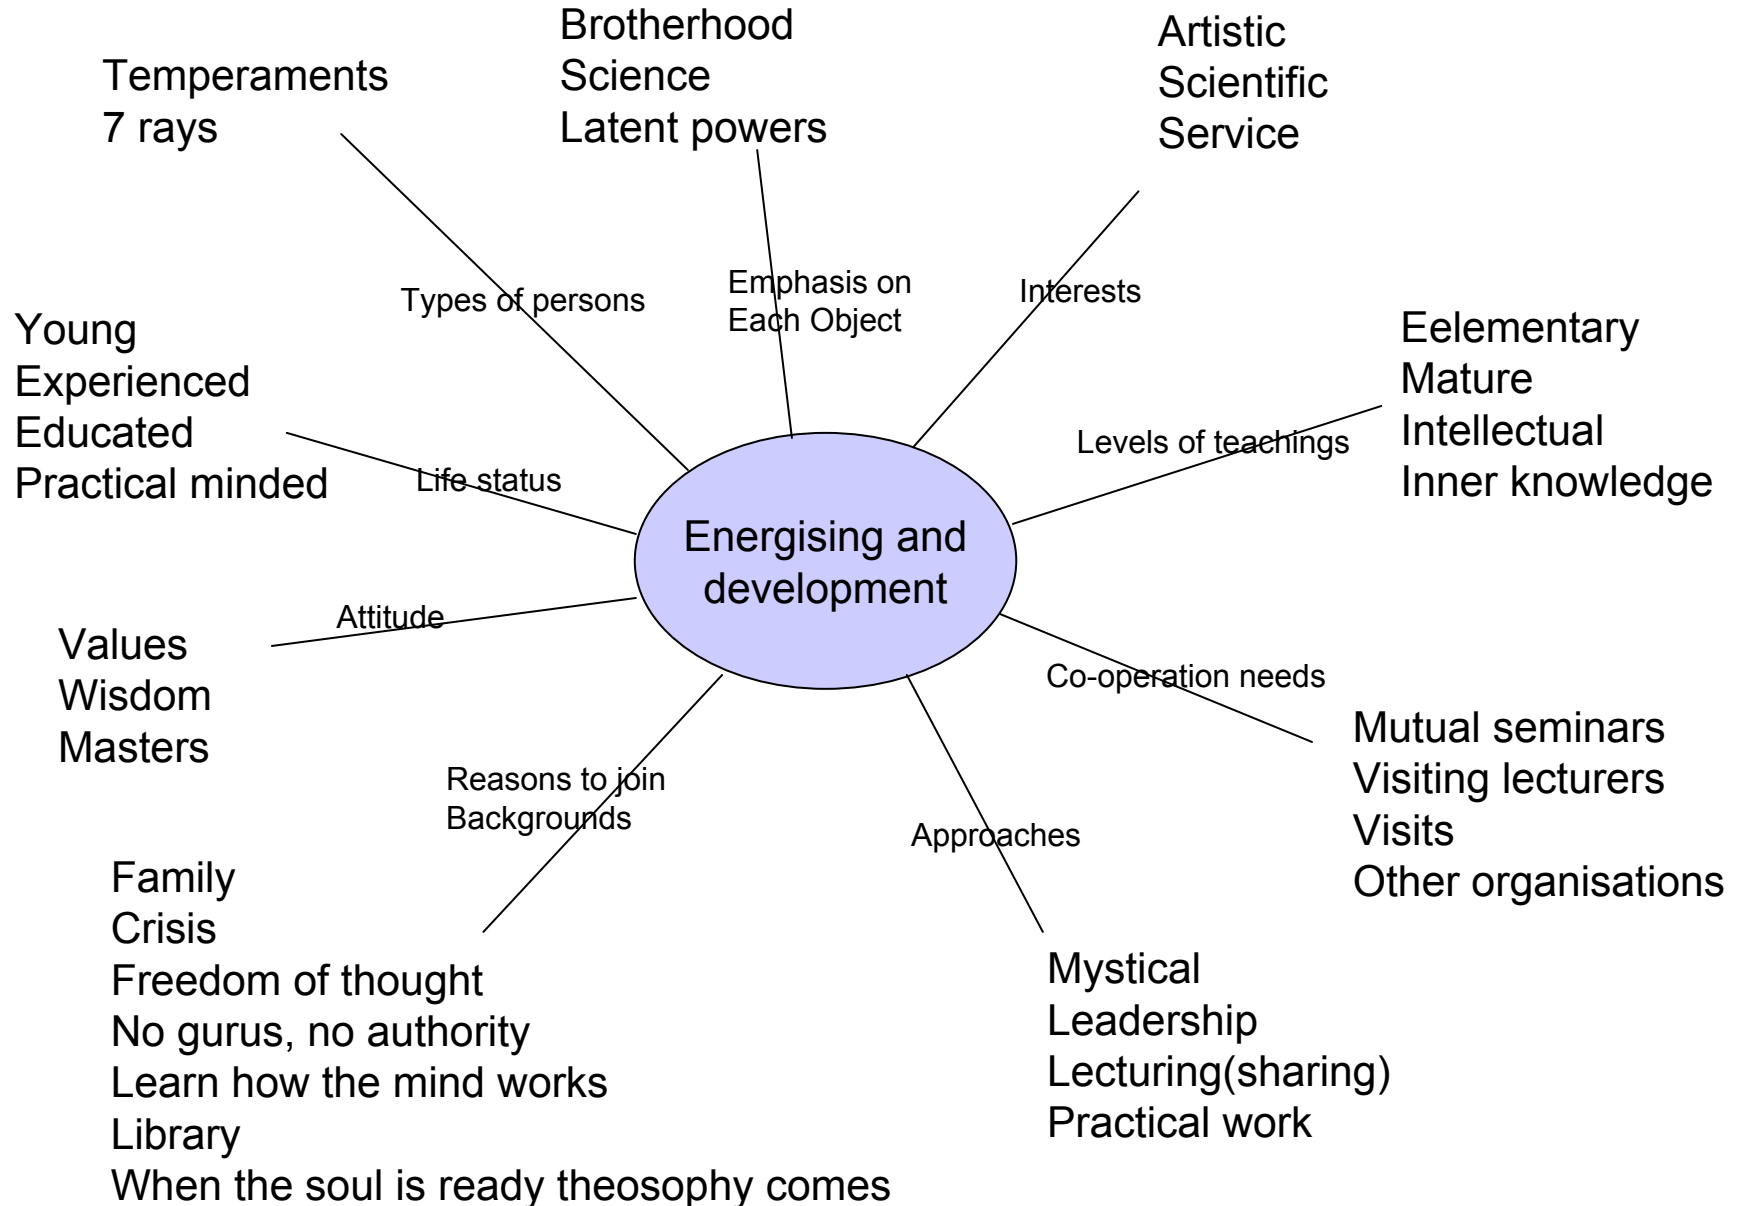 Temperaments
7 rays
Brotherhood
Science
Latent powers
Artistic
Scientific
Service
Types of persons
Emphasis on
Each Object
Interests
Young
Experienced
Educated
Practical minded
Life status
Levels of teachings
Eelementary
Mature
Intellectual
Inner knowledge
Energising and
development
Attitude
Values
Wisdom
Masters
Co-operation needs
Mutual seminars
Visiting lecturers
Visits
Other organisations
Reasons to join
Backgrounds
Approaches
Family
Crisis
Freedom of thought
No gurus, no authority
Learn how the mind works
Library
When the soul is ready theosophy comes
Mystical
Leadership
Lecturing(sharing)
Practical work